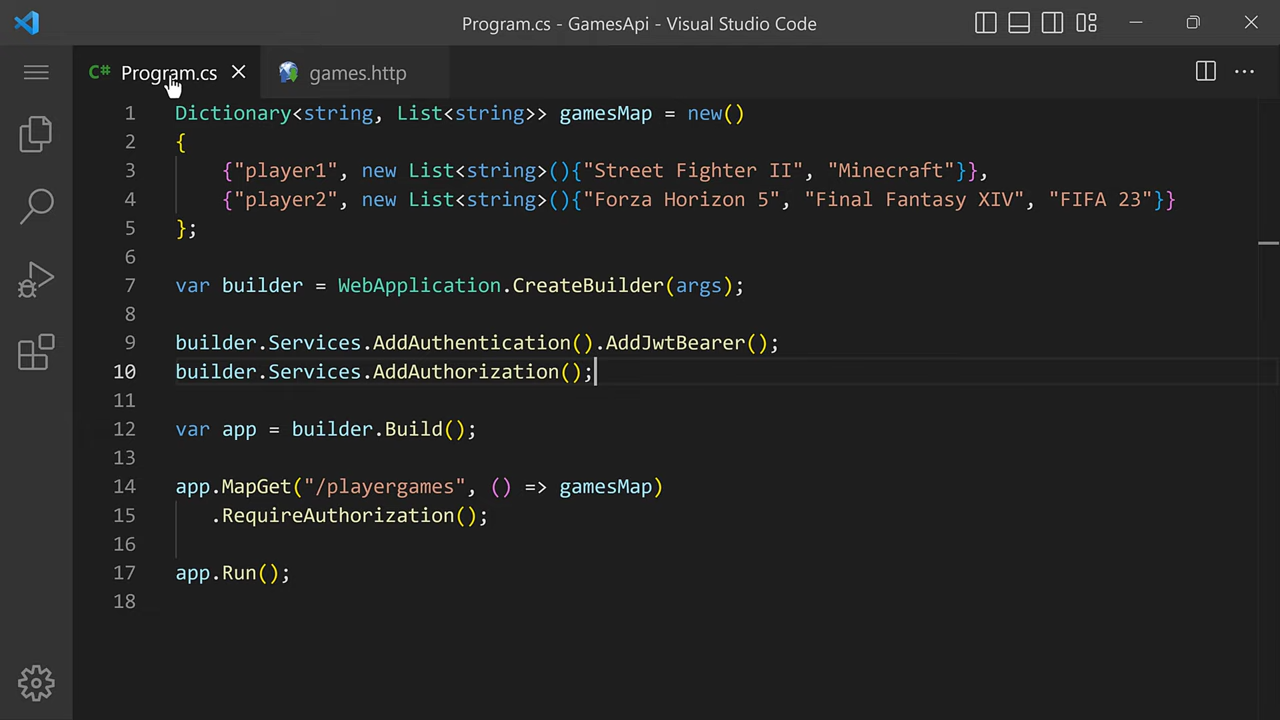 Program.cs - GamesApi - Visual Studio Code
C# Program.cs games.http
1 Dictionary<string, List<string>> gamesMap = new()
2 {
3 {"player1", new List<string>(){"Street Fighter II", "Minecraft"}},
4 {"player2", new List<string>(){"Forza Horizon 5", "Final Fantasy XIV", "FIFA 23"}}
5 };
6
7 var builder = WebApplication.CreateBuilder(args);
8
9 builder.Services.AddAuthentication().AddJwtBearer();
10 builder.Services.AddAuthorization();
11
12 var app = builder.Build();
13
14 app.MapGet("/playergames", () => gamesMap)
15 .RequireAuthorization();
16
17 app.Run();
18